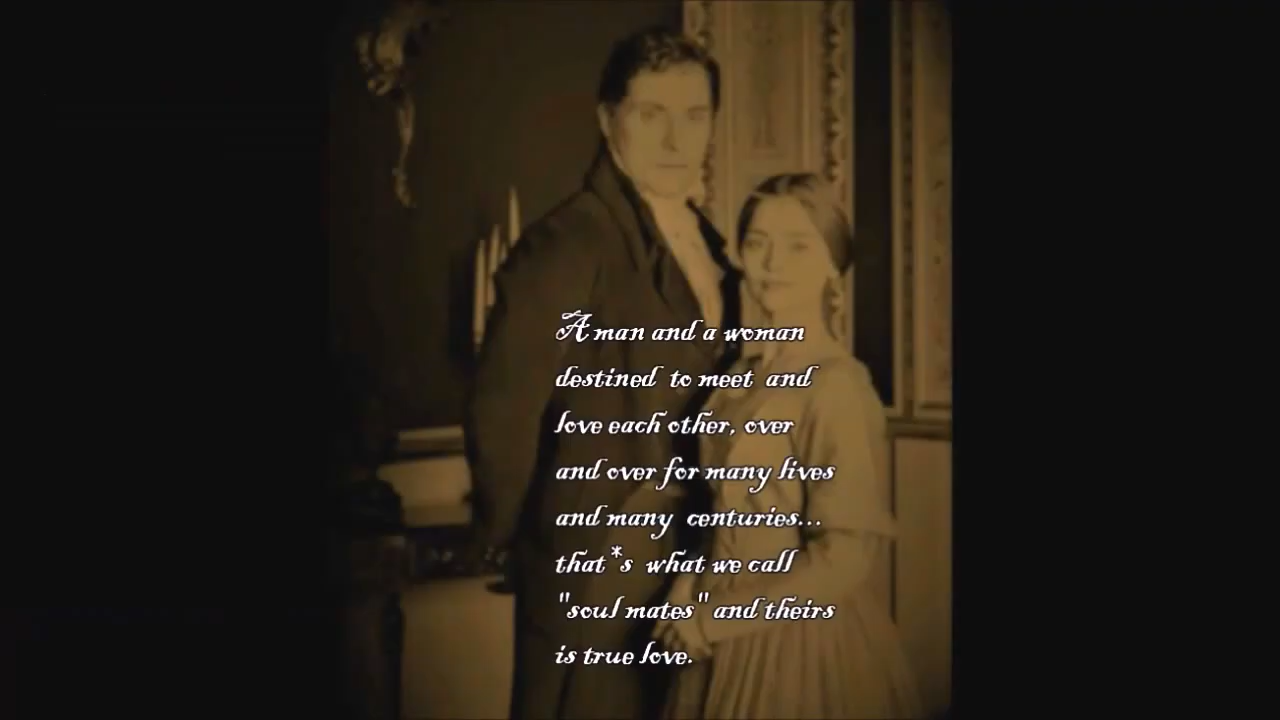 A man and a woman
destined to meet and
love each other, over
and over for many lives
and many centuries...
that*s what we call
"soul mates" and theirs
is true love.